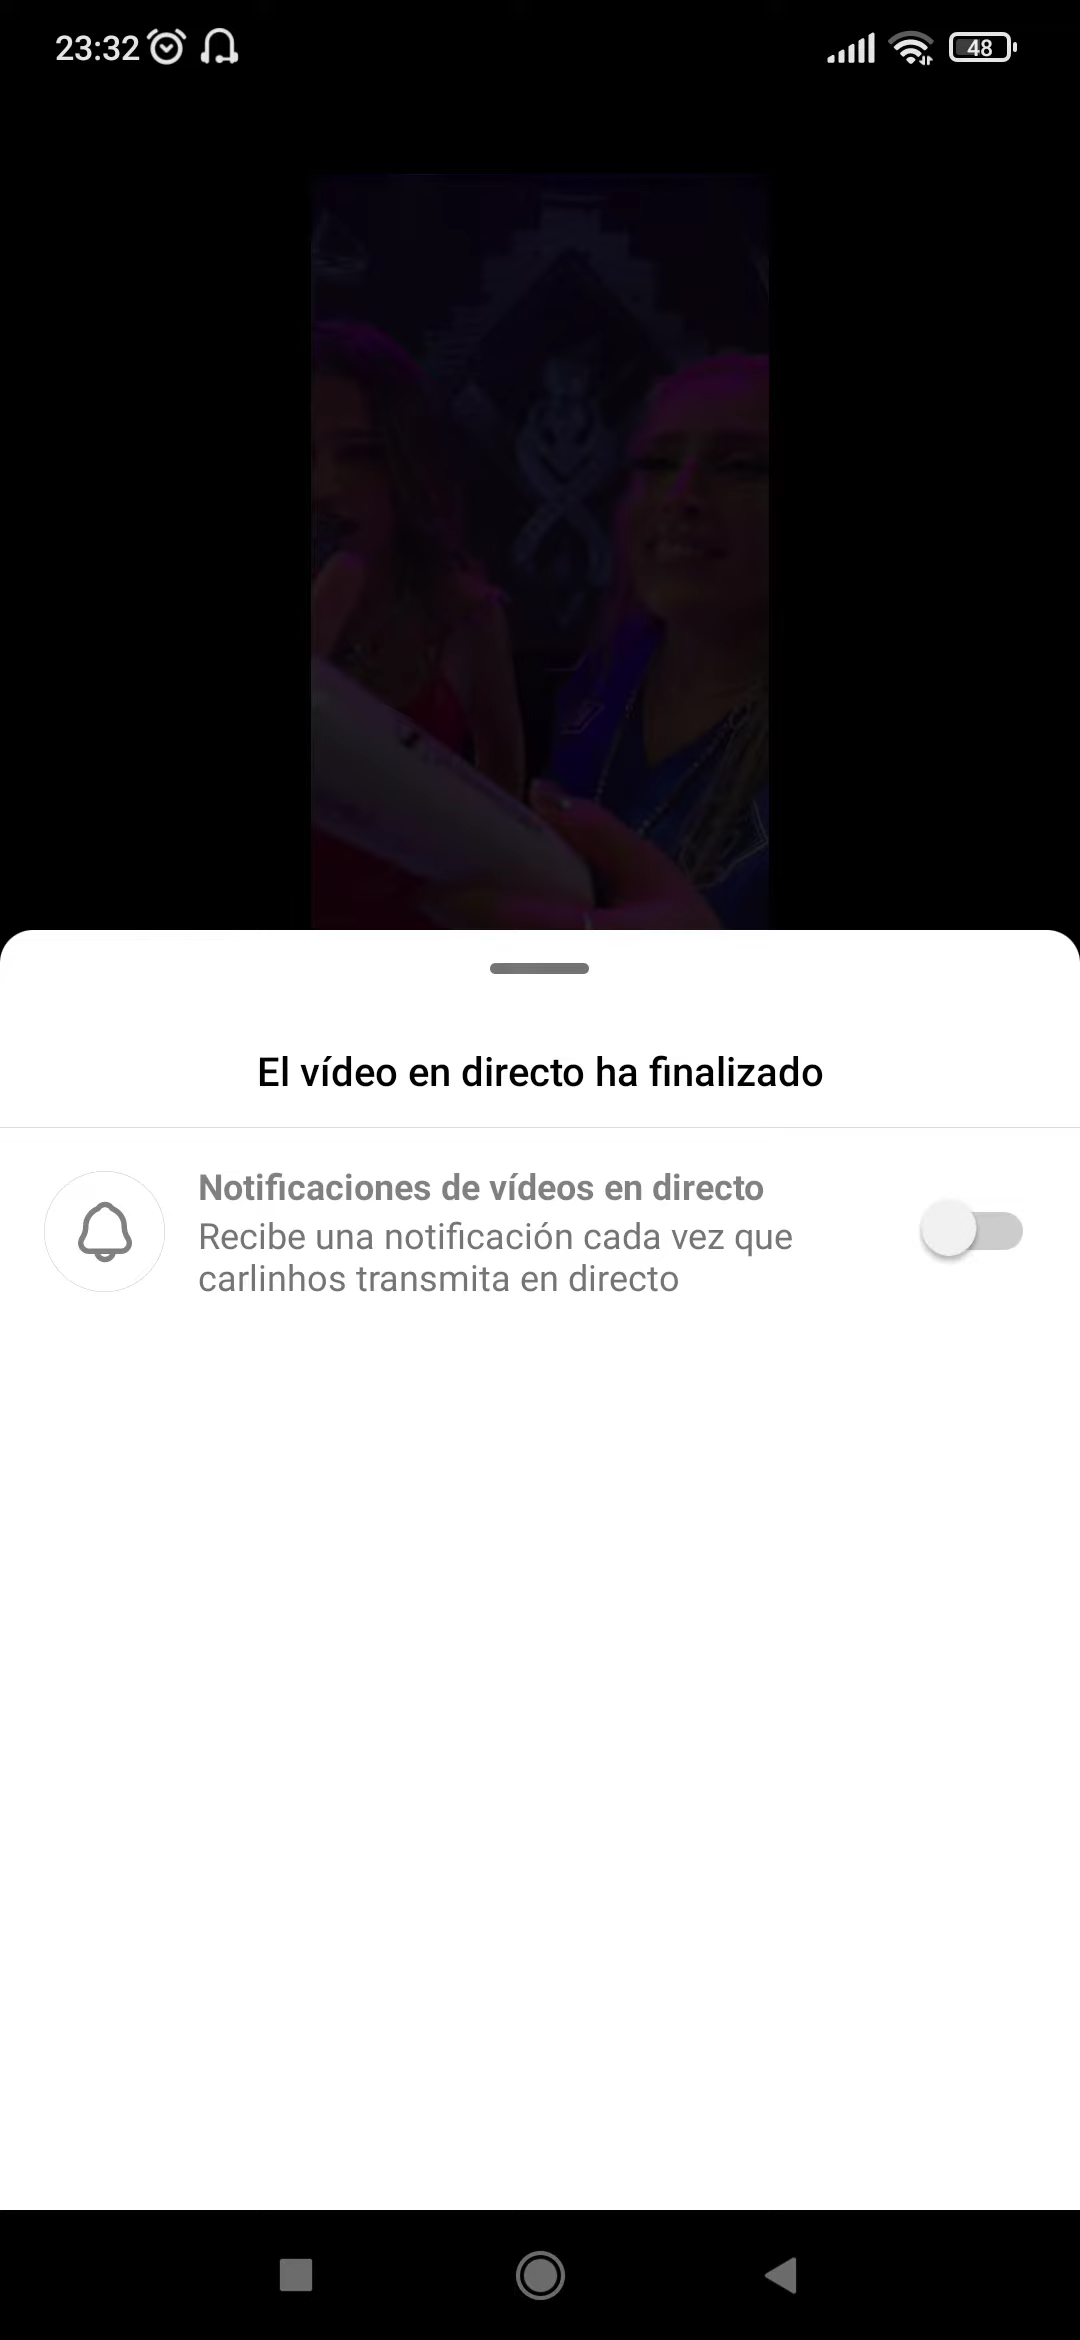 23:32
48
El vídeo en directo ha finalizado
Notificaciones de vídeos en directo
Recibe una notificación cada vez que
carlinhos transmita en directo